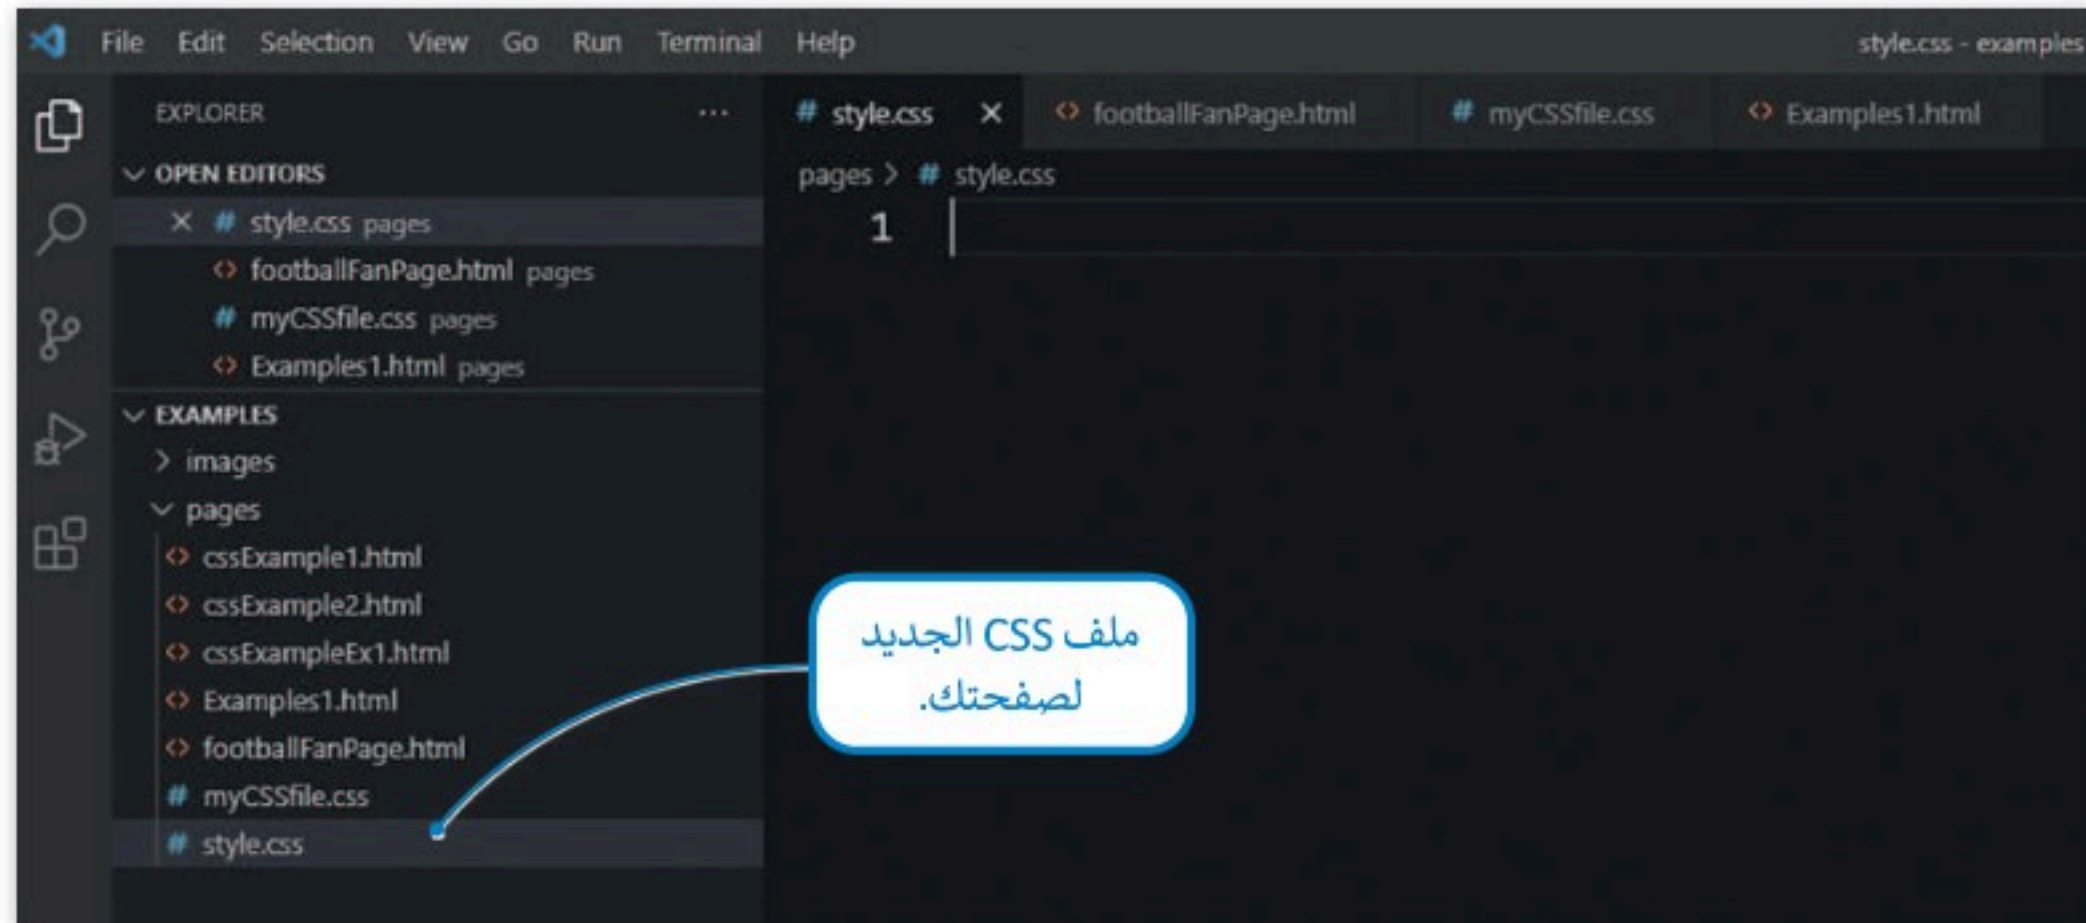 File Edit Selection View Go Run Terminal Help style.css - examples
EXPLORER ...
# style.css × <> footballFanPage.html # myCSSfile.css <> Examples1.html
OPEN EDITORS
pages > # style.css
× # style.css pages
1
<> footballFanPage.html pages
# myCSSfile.css pages
<> Examples1.html pages
EXAMPLES
> images
pages
<> cssExample1.html
<> cssExample2.html
<> cssExampleEx1.html
<> Examples1.html
<> footballFanPage.html
# myCSSfile.css
# style.css
ملف CSS الجديد
لصفحتك.